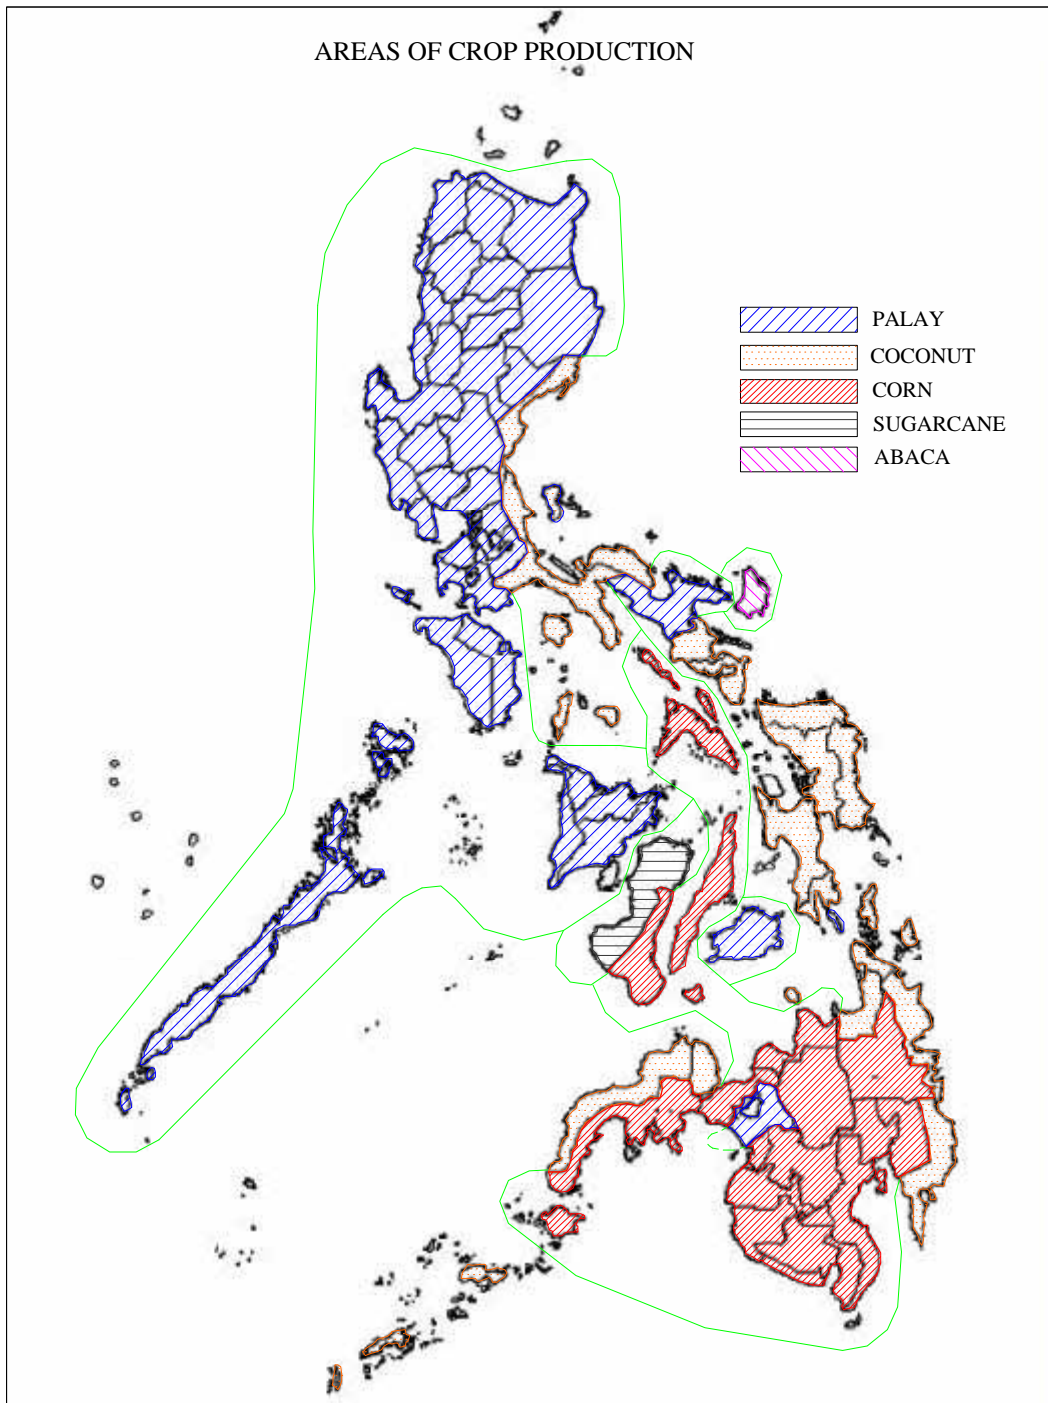 AREAS OF CROP PRODUCTION
PALAY
COCONUT
CORN
SUGARCANE
ABACA